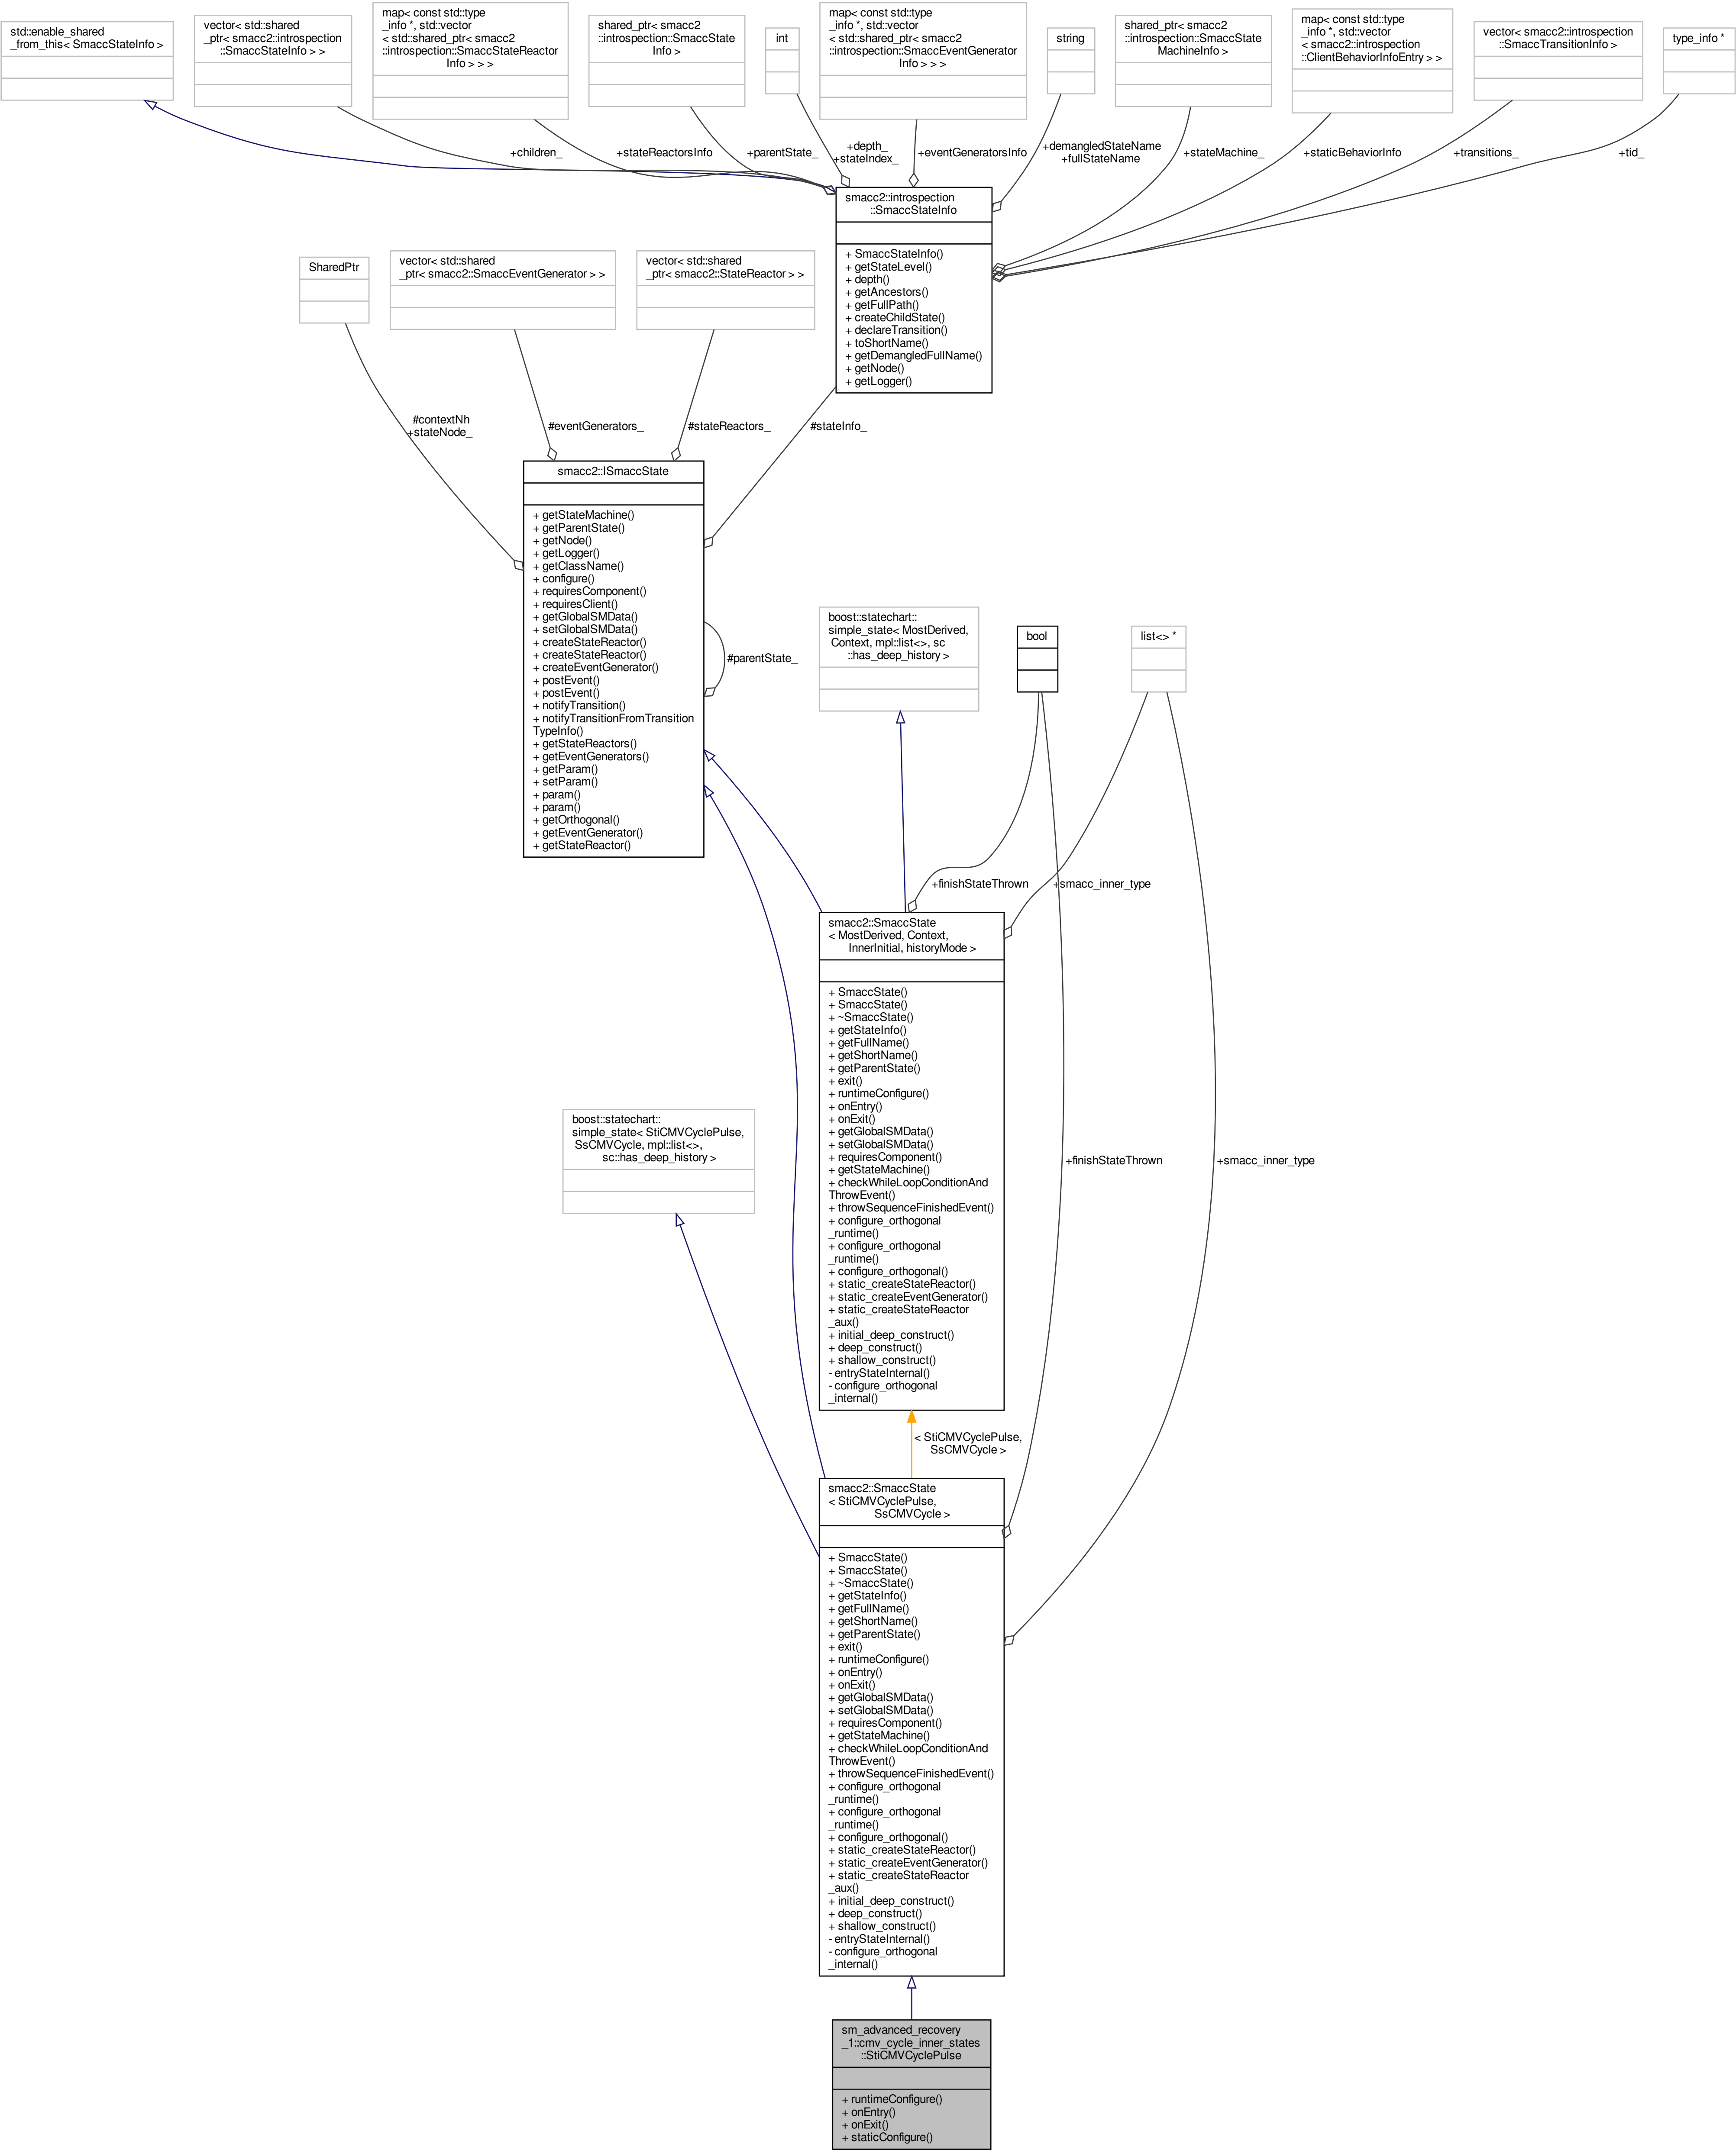 std::enable_shared
_from_this< SmaccStateInfo >
vector< std::shared
_ptr< smacc2::introspection
::SmaccStateInfo > >
map< const std::type
_info *, std::vector
< std::shared_ptr< smacc2
::introspection::SmaccStateReactor
Info > > >
shared_ptr< smacc2
::introspection::SmaccState
Info >
int
map< const std::type
_info *, std::vector
< std::shared_ptr< smacc2
::introspection::SmaccEventGenerator
Info > > >
string
shared_ptr< smacc2
::introspection::SmaccState
MachineInfo >
map< const std::type
_info *, std::vector
< smacc2::introspection
::ClientBehaviorInfoEntry > >
vector< smacc2::introspection
::SmaccTransitionInfo >
type_info *
+children_
+stateReactorsInfo
+parentState_
+depth_
+stateIndex_
+eventGeneratorsInfo
+demangledStateName
+fullStateName
+stateMachine_
+staticBehaviorInfo
+transitions_
+tid_
smacc2::introspection
::SmaccStateInfo
+ SmaccStateInfo()
+ getStateLevel()
+ depth()
+ getAncestors()
+ getFullPath()
+ createChildState()
+ declareTransition()
+ toShortName()
+ getDemangledFullName()
+ getNode()
+ getLogger()
SharedPtr
vector< std::shared
_ptr< smacc2::SmaccEventGenerator > >
vector< std::shared
_ptr< smacc2::StateReactor > >
#contextNh
+stateNode_
#eventGenerators_
#stateReactors_
#stateInfo_
smacc2::ISmaccState
+ getStateMachine()
+ getParentState()
+ getNode()
+ getLogger()
+ getClassName()
+ configure()
+ requiresComponent()
+ requiresClient()
+ getGlobalSMData()
+ setGlobalSMData()
+ createStateReactor()
+ createStateReactor()
+ createEventGenerator()
+ postEvent()
+ postEvent()
+ notifyTransition()
+ notifyTransitionFromTransition
TypeInfo()
+ getStateReactors()
+ getEventGenerators()
+ getParam()
+ setParam()
+ param()
+ param()
+ getOrthogonal()
+ getEventGenerator()
+ getStateReactor()
#parentState_
boost::statechart::
simple_state< MostDerived,
Context, mpl::list<>, sc
::has_deep_history >
bool
list<> *
+finishStateThrown
+smacc_inner_type
smacc2::SmaccState
< MostDerived, Context,
InnerInitial, historyMode >
+ SmaccState()
+ SmaccState()
+ ~SmaccState()
+ getStateInfo()
+ getFullName()
+ getShortName()
+ getParentState()
+ exit()
+ runtimeConfigure()
+ onEntry()
+ onExit()
+ getGlobalSMData()
+ setGlobalSMData()
+ requiresComponent()
+ getStateMachine()
+ checkWhileLoopConditionAnd
ThrowEvent()
+ throwSequenceFinishedEvent()
+ configure_orthogonal
_runtime()
+ configure_orthogonal
_runtime()
+ configure_orthogonal()
+ static_createStateReactor()
+ static_createEventGenerator()
+ static_createStateReactor
_aux()
+ initial_deep_construct()
+ deep_construct()
+ shallow_construct()
- entryStateInternal()
- configure_orthogonal
_internal()
boost::statechart::
simple_state< StiCMVCyclePulse,
SsCMVCycle, mpl::list<>,
sc::has_deep_history >
+finishStateThrown
+smacc_inner_type
< StiCMVCyclePulse,
SsCMVCycle >
smacc2::SmaccState
< StiCMVCyclePulse,
SsCMVCycle >
+ SmaccState()
+ SmaccState()
+ ~SmaccState()
+ getStateInfo()
+ getFullName()
+ getShortName()
+ getParentState()
+ exit()
+ runtimeConfigure()
+ onEntry()
+ onExit()
+ getGlobalSMData()
+ setGlobalSMData()
+ requiresComponent()
+ getStateMachine()
+ checkWhileLoopConditionAnd
ThrowEvent()
+ throwSequenceFinishedEvent()
+ configure_orthogonal
_runtime()
+ configure_orthogonal
_runtime()
+ configure_orthogonal()
+ static_createStateReactor()
+ static_createEventGenerator()
+ static_createStateReactor
_aux()
+ initial_deep_construct()
+ deep_construct()
+ shallow_construct()
- entryStateInternal()
- configure_orthogonal
_internal()
sm_advanced_recovery
_1::cmv_cycle_inner_states
::StiCMVCyclePulse
+ runtimeConfigure()
+ onEntry()
+ onExit()
+ staticConfigure()